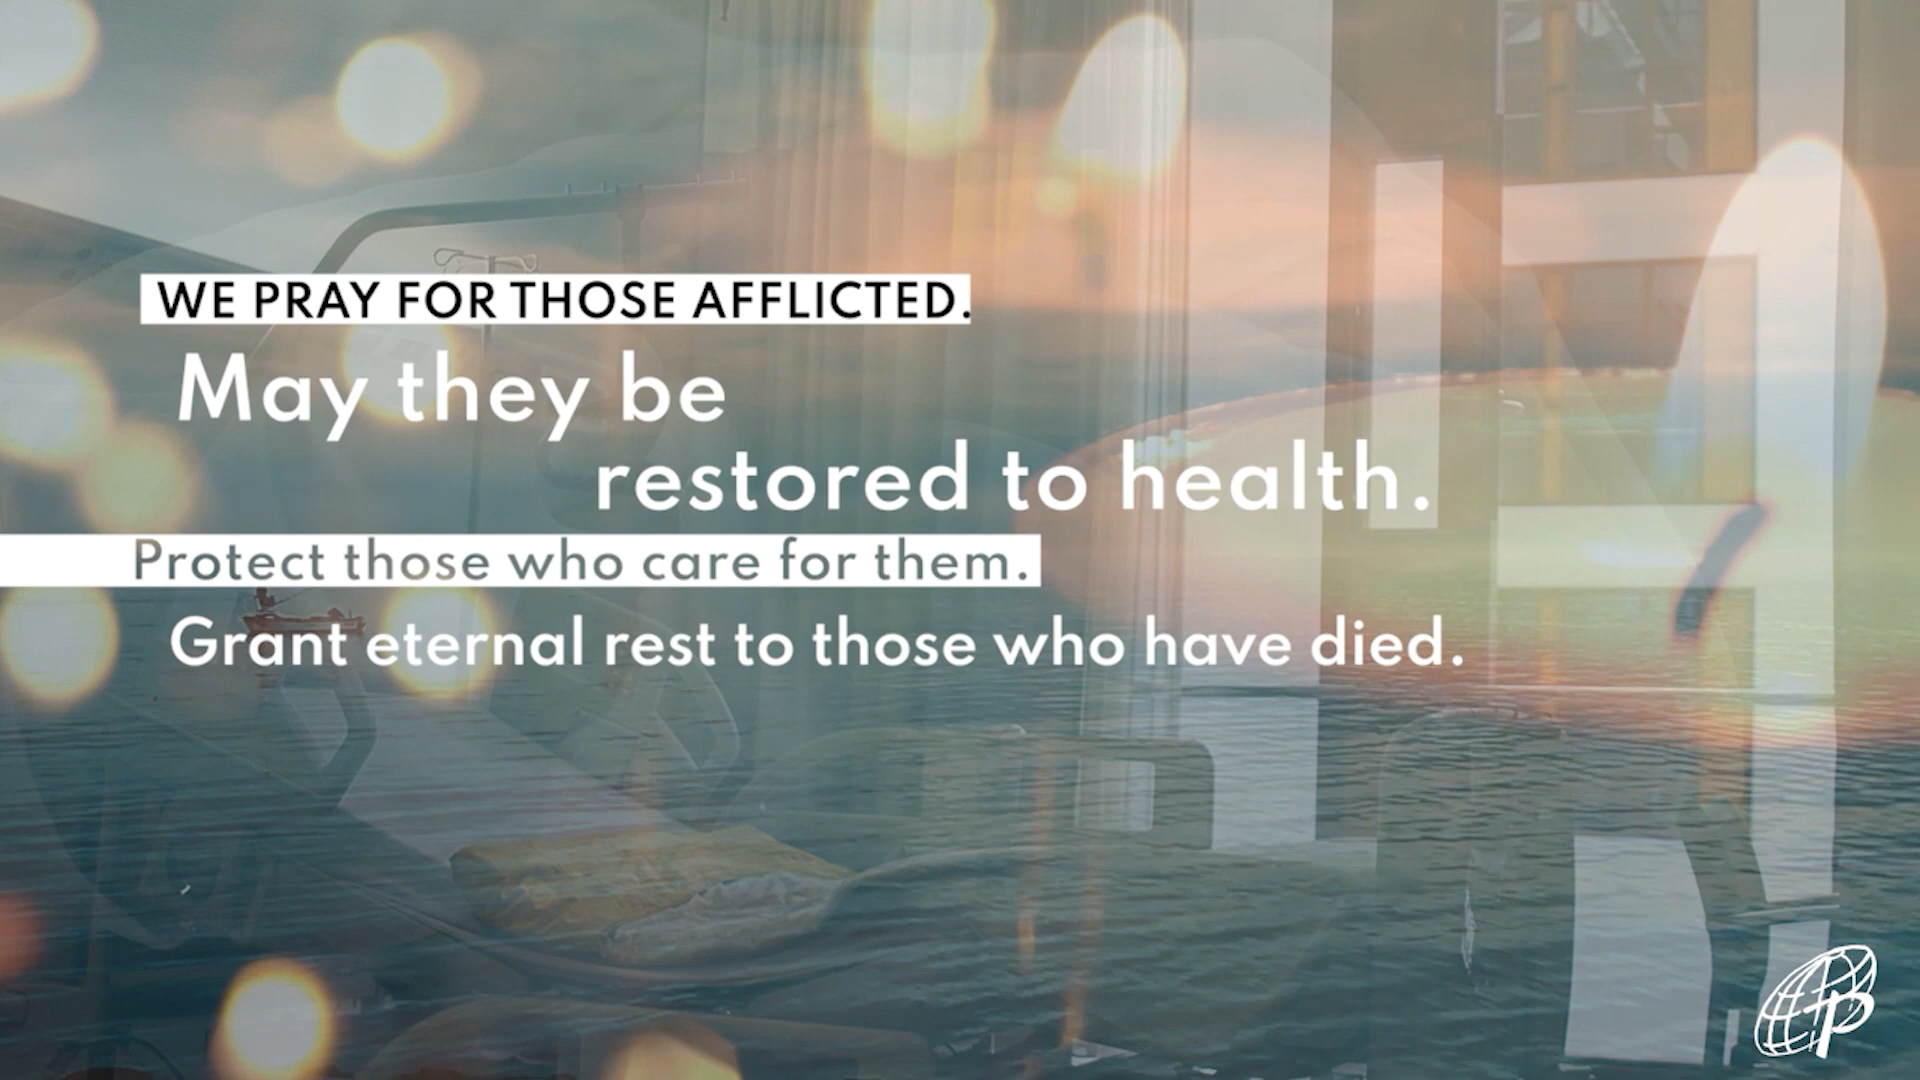 WE PRAY FOR THOSE AFFLICTED.
May they be
restored to health.
Protect those who care for them.
Grant eternal rest to those who have died.